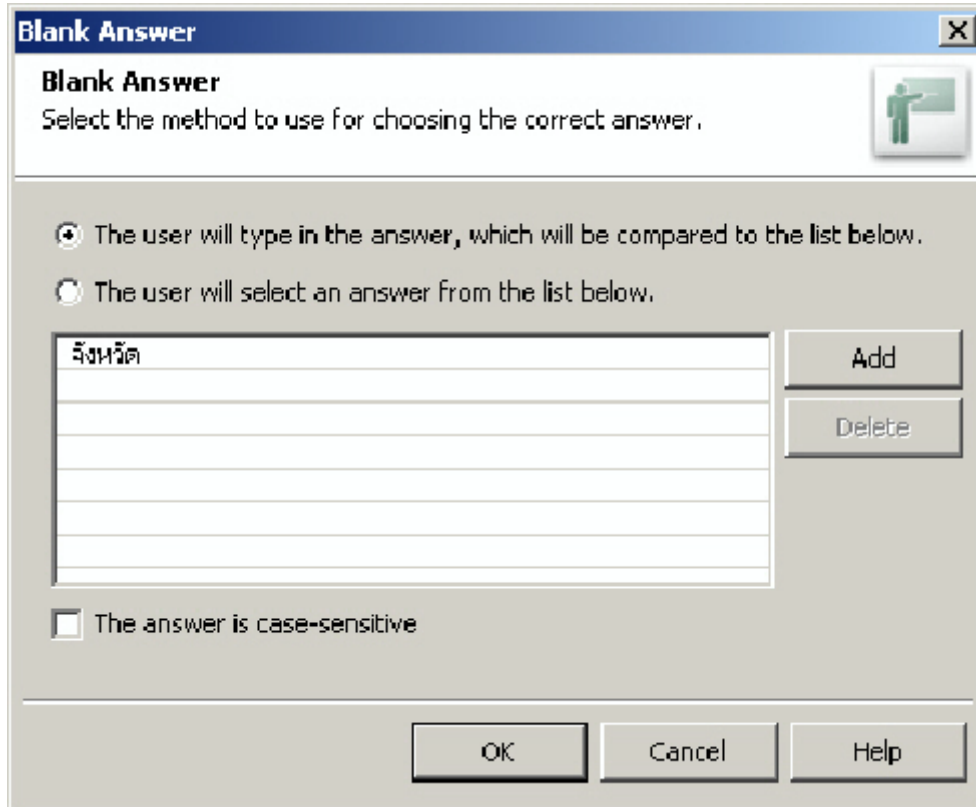 Blank Answer
Blank Answer
Select the method to use for choosing the correct answer.
The user will type in the answer, which will be compared to the list below.
The user will select an answer from the list below.
จังหวัด
Add
Delete
The answer is case-sensitive
OK
Cancel
Help